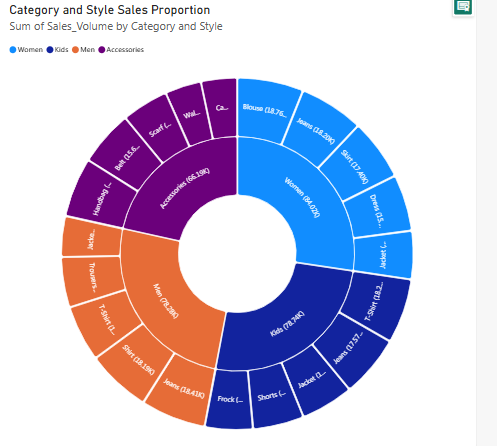 Category and Style Sales Proportion
Sum of Sales_Volume by Category and Style
Women Kids Men Accessories
Blouse (18.76...
Jeans (18.20K)
Skirt (17.40K)
Dress (15....
Jacket (...
T-Shirt (18.2...
Jeans (17.57...
Jacket (1...
Shorts (...
Frock (...
Jeans (18.41K)
Shirt (18.19K)
T-Shirt (1...
Trousers...
Jacke...
Handbag (...
Belt (15.6...
Scarf (...
Wal...
Ca...
Women (84.02K)
Kids (78.74K)
Men (78.28K)
Accessories (66.19K)